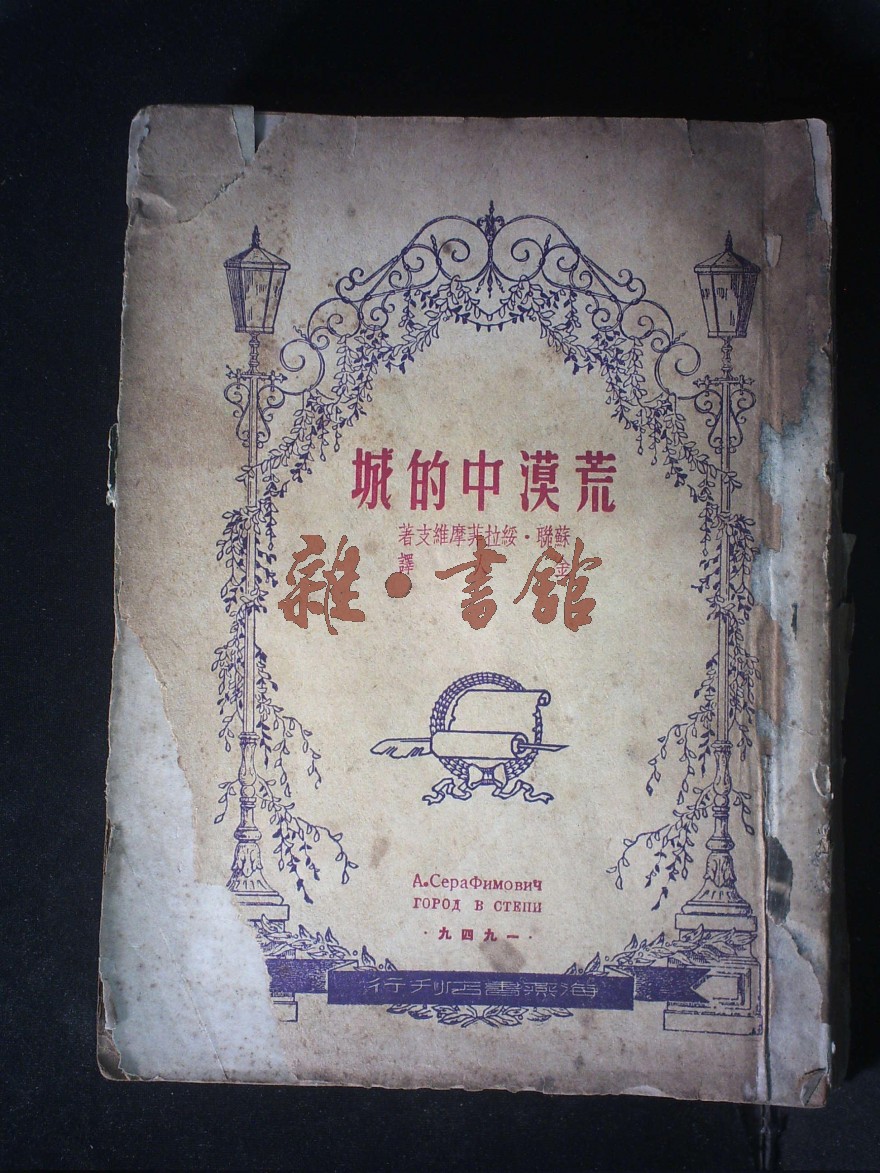 荒漠中的城
蘇聯·綏拉菲摩維支著
金人譯
雜·書館
А.СераФимович
ГОРОД В СТЕПИ
·一九四九·
海燕書店刊行